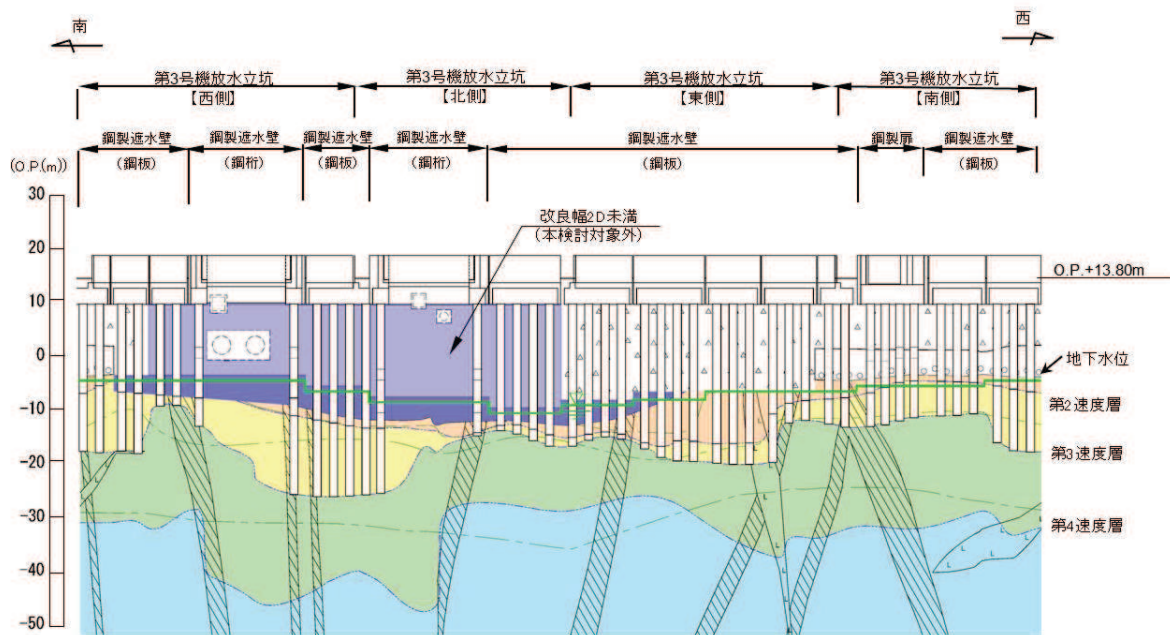 南
西
第3号機放水立坑
【西側】
第3号機放水立坑
【北側】
第3号機放水立坑
【東側】
第3号機放水立坑
【南側】
鋼製遮水壁
(鋼板)
鋼製遮水壁
(鋼桁)
鋼製遮水壁
(鋼板)
鋼製遮水壁
(鋼桁)
鋼製遮水壁
(鋼板)
鋼製扉
鋼製遮水壁
(鋼板)
(O.P.(m))
30
20
10
0
-10
-20
-30
-40
-50
改良幅2D未満
(本検討対象外)
O.P.+13.80m
地下水位
第2速度層
第3速度層
第4速度層
L
L
L
L
L
L
L
L
L